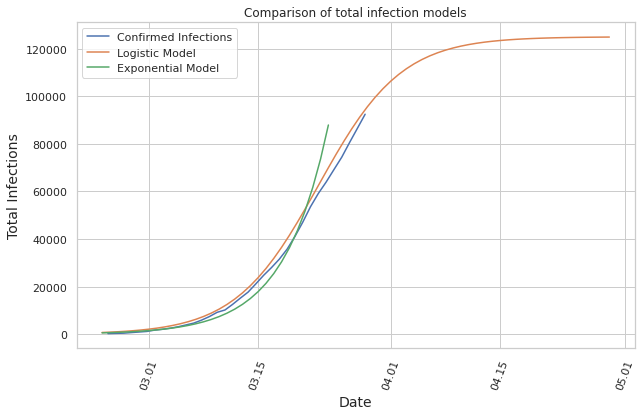 Comparison of total infection models
Confirmed Infections
Logistic Model
Exponential Model
120000
100000
80000
60000
40000
20000
0
Total Infections
03.01
03.15
04.01
04.15
05.01
Date